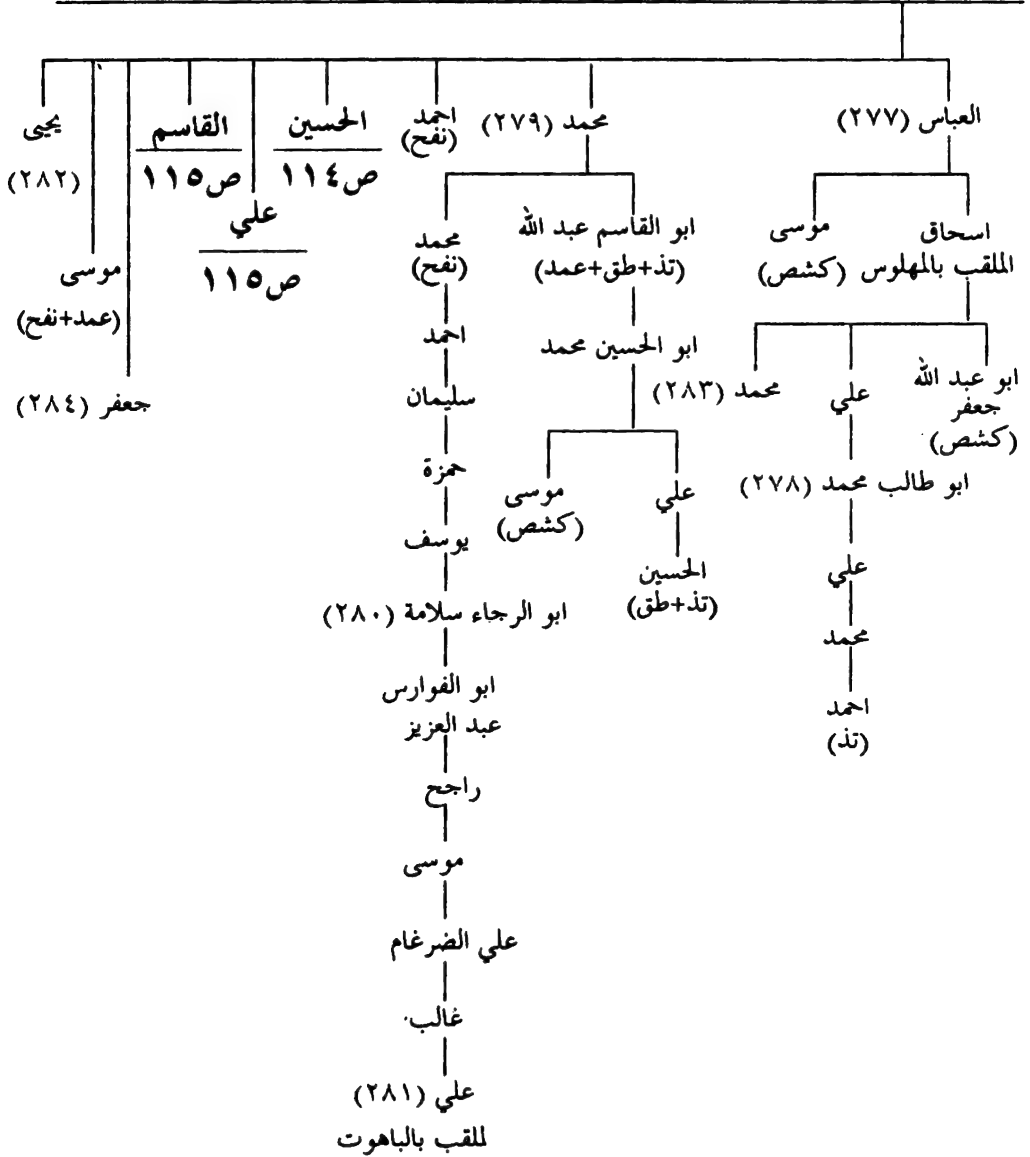 العباس (٢٧٧)
محمد (٢٧٩)
احمد
(نفح)
الحسين
ص١١٤
القاسم
ص١١٥
يحيى
(٢٨٢)
علي
ص١١٥
موسى
(عمد+نفح)
جعفر (٢٨٤)
اسحاق
الملقب بالمهلوس
موسى
(كشص)
ابو القاسم عبد الله
(تذ+طق+عمد)
محمد
(نفح)
ابو عبد الله
جعفر
(كشص)
علي
محمد (٢٨٣)
ابو الحسين محمد
احمد
سليمان
ابو طالب محمد (٢٧٨)
علي
موسى
(كشص)
حمزة
علي
الحسين
(تذ+طق)
يوسف
محمد
ابو الرجاء سلامة (٢٨٠)
احمد
(تذ)
ابو الفوارس
عبد العزيز
راجح
موسى
علي الضرغام
غالب
علي (٢٨١)
لملقب بالباهوت